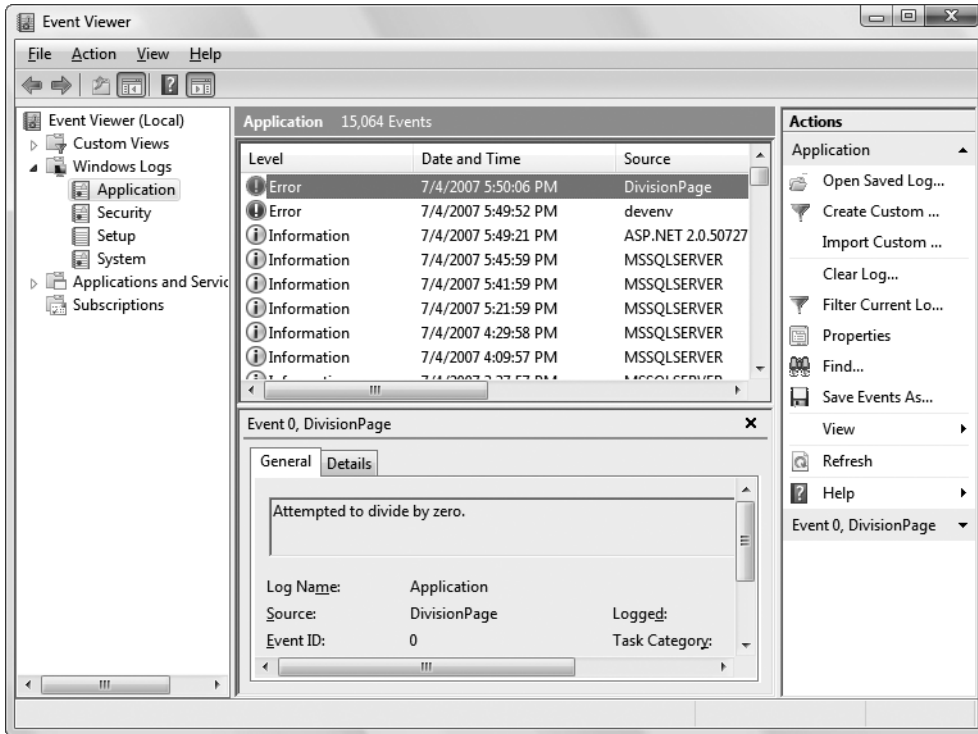 Event Viewer
File Action View Help
Event Viewer (Local)
Custom Views
Windows Logs
Application
Security
Setup
System
Applications and Servic
Subscriptions
Application 15,064 Events
Level Date and Time Source
Error 7/4/2007 5:50:06 PM DivisionPage
Error 7/4/2007 5:49:52 PM devenv
Information 7/4/2007 5:49:21 PM ASP.NET 2.0.50727
Information 7/4/2007 5:45:59 PM MSSQLSERVER
Information 7/4/2007 5:41:59 PM MSSQLSERVER
Information 7/4/2007 5:21:59 PM MSSQLSERVER
Information 7/4/2007 4:29:58 PM MSSQLSERVER
Information 7/4/2007 4:09:57 PM MSSQLSERVER
Event 0, DivisionPage
General Details
Attempted to divide by zero.
Log Name: Application
Source: DivisionPage Logged:
Event ID: 0 Task Category:
Actions
Application
Open Saved Log...
Create Custom ...
Import Custom ...
Clear Log...
Filter Current Lo...
Properties
Find...
Save Events As...
View
Refresh
Help
Event 0, DivisionPage